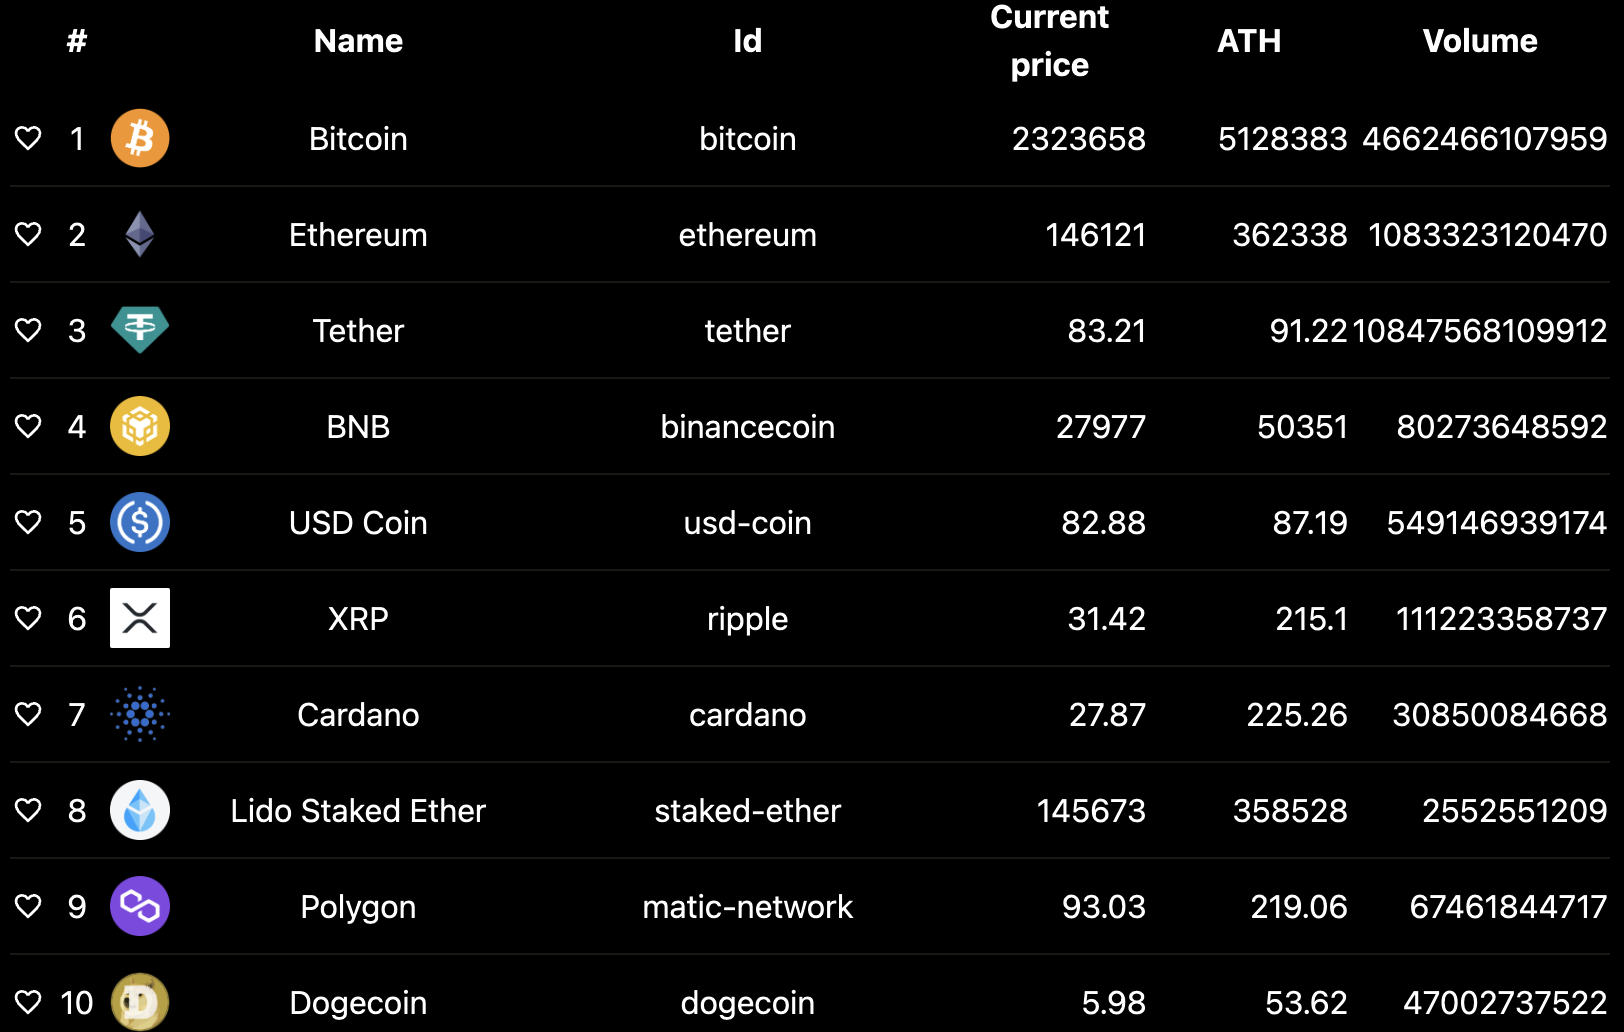 # Name Id Current price ATH Volume
1 Bitcoin bitcoin 2323658 5128383 4662466107959
2 Ethereum ethereum 146121 362338 1083323120470
3 Tether tether 83.21 91.22 10847568109912
4 BNB binancecoin 27977 50351 80273648592
5 USD Coin usd-coin 82.88 87.19 549146939174
6 XRP ripple 31.42 215.1 111223358737
7 Cardano cardano 27.87 225.26 30850084668
8 Lido Staked Ether staked-ether 145673 358528 2552551209
9 Polygon matic-network 93.03 219.06 67461844717
10 Dogecoin dogecoin 5.98 53.62 47002737522